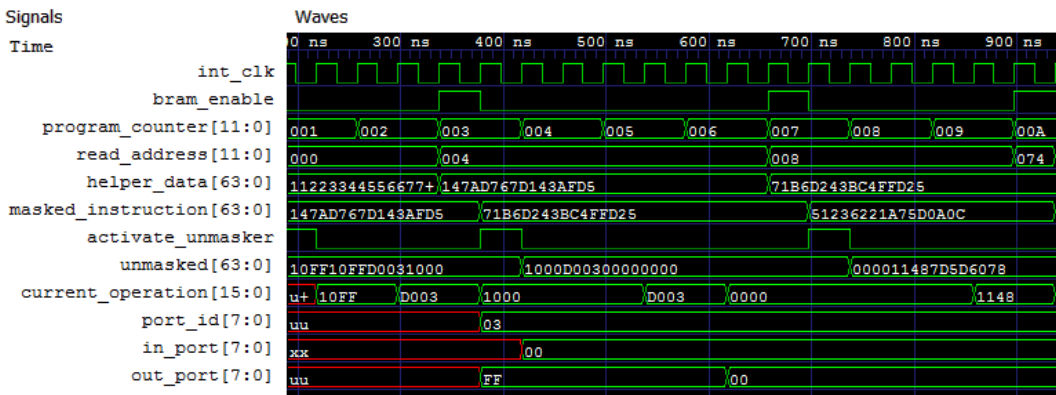 Signals Waves
Time 00 ns 300 ns 400 ns 500 ns 600 ns 700 ns 800 ns 900 ns
int_clk
bram_enable
program_counter[11:0] 001 002 003 004 005 006 007 008 009 00A
read_address[11:0] 000 004 008 074
helper_data[63:0] 11223344556677+ 147AD767D143AFD5 71B6D243BC4FFD25
masked_instruction[63:0] 147AD767D143AFD5 71B6D243BC4FFD25 51236221A75D0A0C
activate_unmasker
unmasked[63:0] 10FF10FFD0031000 1000D00300000000 000011487D5D6078
current_operation[15:0] u+ 10FF D003 1000 D003 0000 1148
port_id[7:0] uu 03
in_port[7:0] xx 00
out_port[7:0] uu FF 00